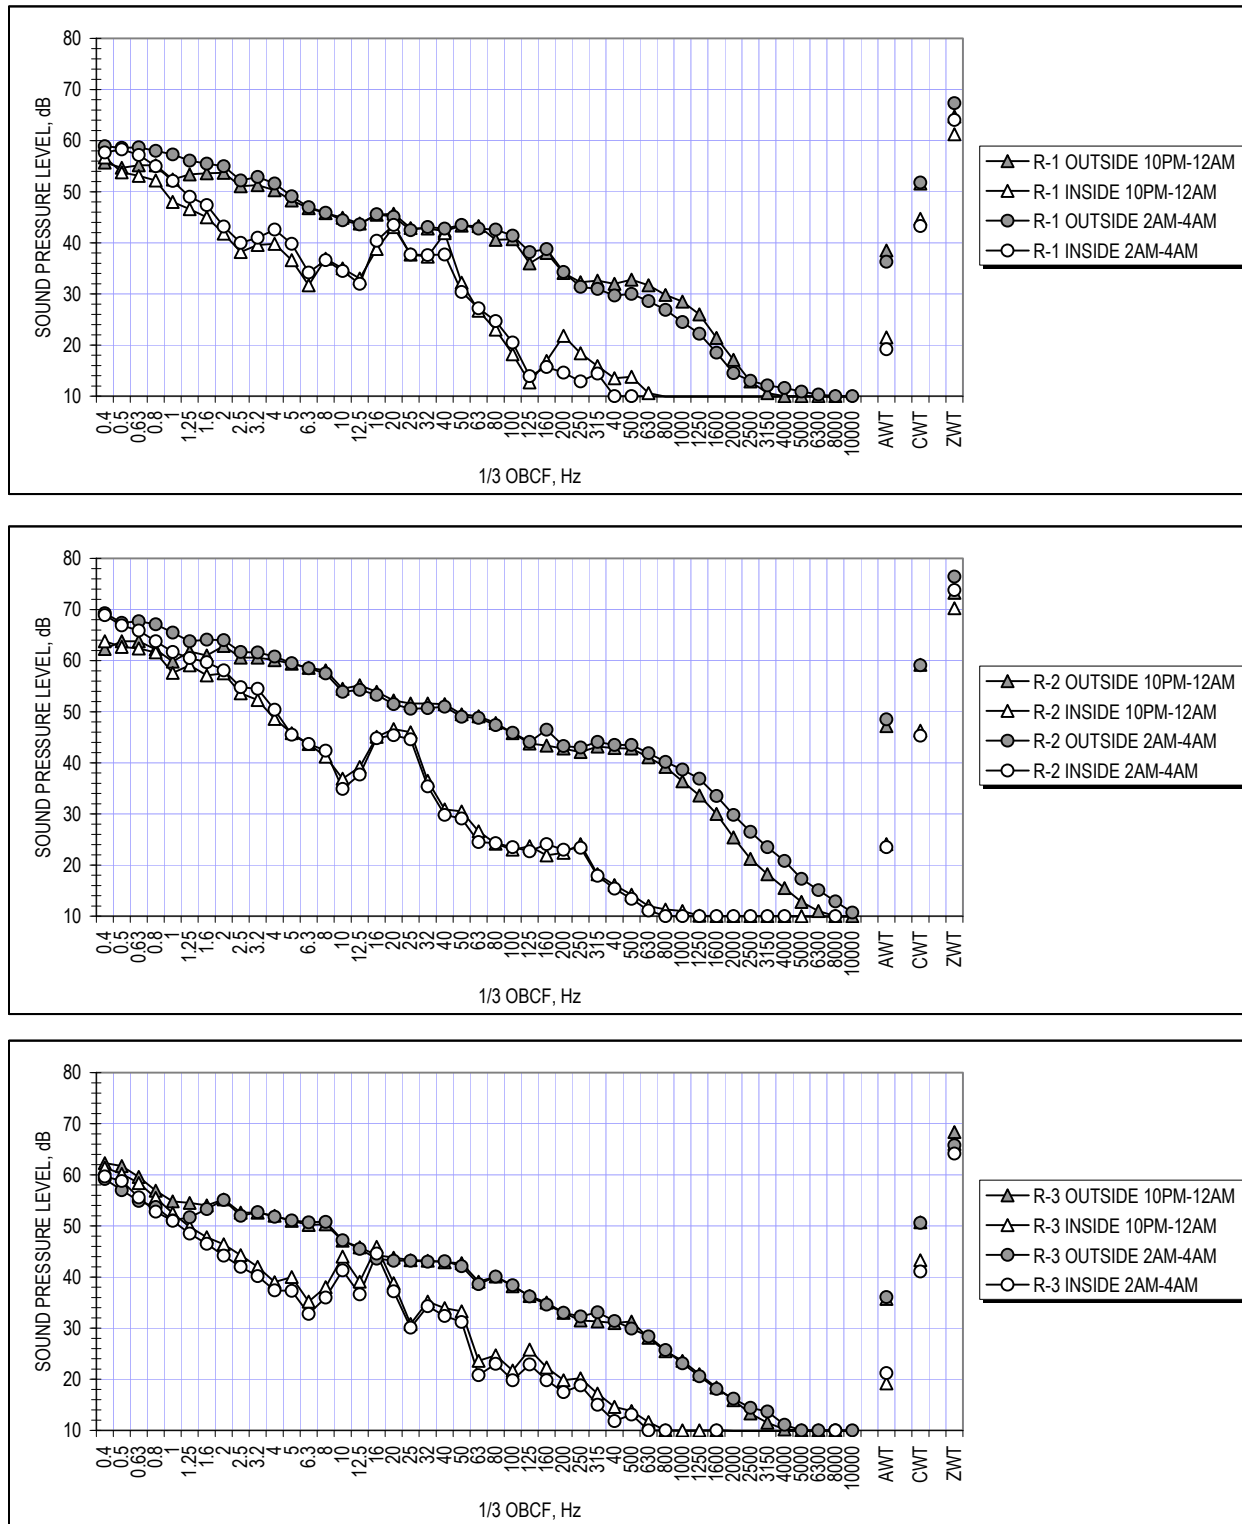 80
70
60
50
40
30
20
10
SOUND PRESSURE LEVEL, dB
0.4 0.5 0.63 0.8 1 1.25 1.6 2 2.5 3.2 4 5 6.3 8 10 12.5 16 20 25 32 40 50 63 80 100 125 160 200 250 315 40 500 630 800 1000 1250 1600 2000 2500 3150 4000 5000 6300 8000 10000 AWT CWT ZWT
1/3 OBCF, Hz
R-1 OUTSIDE 10PM-12AM
R-1 INSIDE 10PM-12AM
R-1 OUTSIDE 2AM-4AM
R-1 INSIDE 2AM-4AM
80
70
60
50
40
30
20
10
SOUND PRESSURE LEVEL, dB
0.4 0.5 0.63 0.8 1 1.25 1.6 2 2.5 3.2 4 5 6.3 8 10 12.5 16 20 25 32 40 50 63 80 100 125 160 200 250 315 40 500 630 800 1000 1250 1600 2000 2500 3150 4000 5000 6300 8000 10000 AWT CWT ZWT
1/3 OBCF, Hz
R-2 OUTSIDE 10PM-12AM
R-2 INSIDE 10PM-12AM
R-2 OUTSIDE 2AM-4AM
R-2 INSIDE 2AM-4AM
80
70
60
50
40
30
20
10
SOUND PRESSURE LEVEL, dB
0.4 0.5 0.63 0.8 1 1.25 1.6 2 2.5 3.2 4 5 6.3 8 10 12.5 16 20 25 32 40 50 63 80 100 125 160 200 250 315 40 500 630 800 1000 1250 1600 2000 2500 3150 4000 5000 6300 8000 10000 AWT CWT ZWT
1/3 OBCF, Hz
R-3 OUTSIDE 10PM-12AM
R-3 INSIDE 10PM-12AM
R-3 OUTSIDE 2AM-4AM
R-3 INSIDE 2AM-4AM